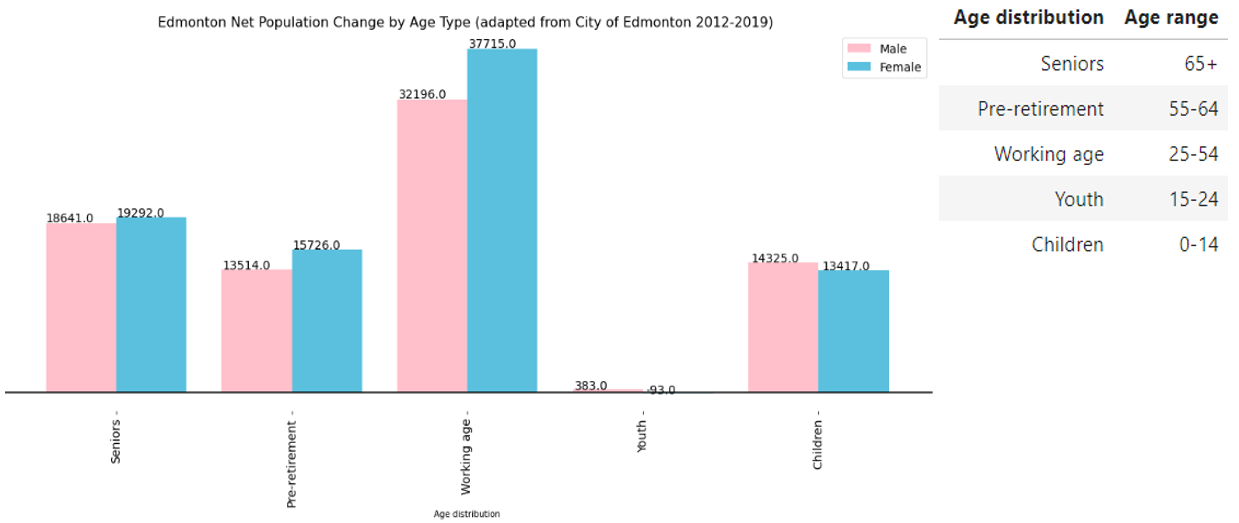 Edmonton Net Population Change by Age Type (adapted from City of Edmonton 2012-2019)
Male
Female
18641.0
19292.0
13514.0
15726.0
32196.0
37715.0
383.0
-93.0
14325.0
13417.0
Seniors
Pre-retirement
Working age
Youth
Children
Age distribution
Age distribution Age range
Seniors 65+
Pre-retirement 55-64
Working age 25-54
Youth 15-24
Children 0-14